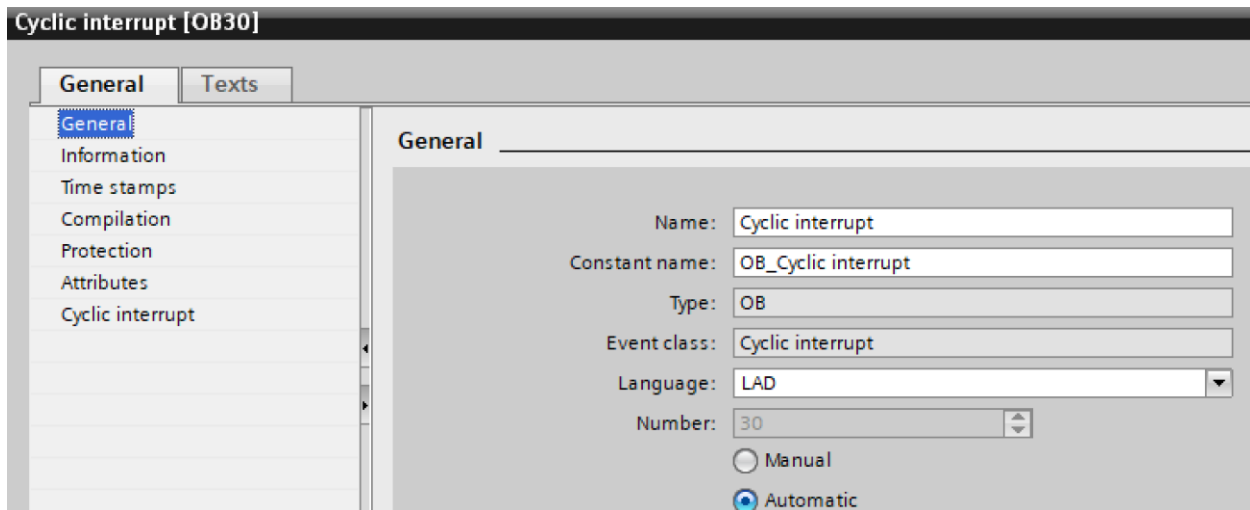 Cyclic interrupt [OB30]
General Texts
General
Information
Time stamps
Compilation
Protection
Attributes
Cyclic interrupt
General
Name: Cyclic interrupt
Constant name: OB_Cyclic interrupt
Type: OB
Event class: Cyclic interrupt
Language: LAD
Number: 30
Manual
Automatic